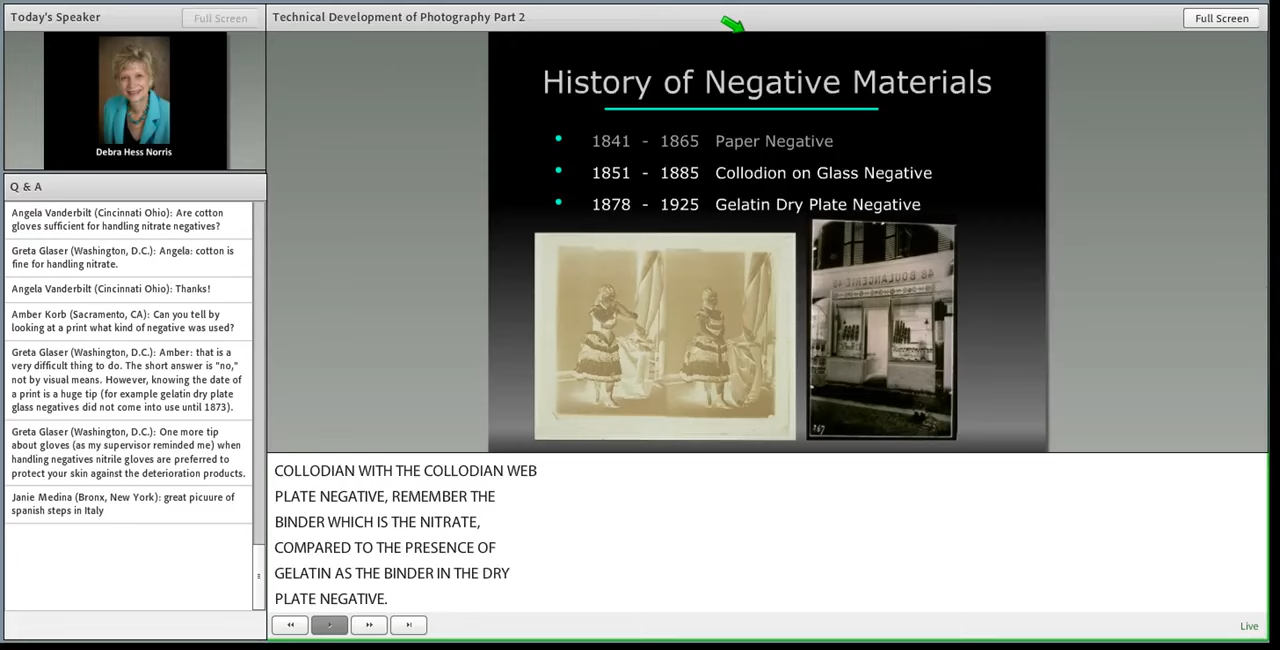 Today's Speaker
Full Screen
Debra Hess Norris
Q & A
Angela Vanderbilt (Cincinnati Ohio): Are cotton
gloves sufficient for handling nitrate negatives?
Greta Glaser (Washington, D.C.): Angela: cotton is
fine for handling nitrate.
Angela Vanderbilt (Cincinnati Ohio): Thanks!
Amber Korb (Sacramento, CA): Can you tell by
looking at a print what kind of negative was used?
Greta Glaser (Washington, D.C.): Amber: that is a
very difficult thing to do. The short answer is "no,"
not by visual means. However, knowing the date of
a print is a huge tip (for example gelatin dry plate
glass negatives did not come into use until 1873).
Greta Glaser (Washington, D.C.): One more tip
about gloves (as my supervisor reminded me) when
handling negatives nitrile gloves are preferred to
protect your skin against the deterioration products.
Janie Medina (Bronx, New York): great picuure of
spanish steps in Italy
Technical Development of Photography Part 2
Full Screen
History of Negative Materials
• 1841 - 1865 Paper Negative
• 1851 - 1885 Collodion on Glass Negative
• 1878 - 1925 Gelatin Dry Plate Negative
48 BOULANGERIE 48
COLLODIAN WITH THE COLLODIAN WEB
PLATE NEGATIVE, REMEMBER THE
BINDER WHICH IS THE NITRATE,
COMPARED TO THE PRESENCE OF
GELATIN AS THE BINDER IN THE DRY
PLATE NEGATIVE.
Live